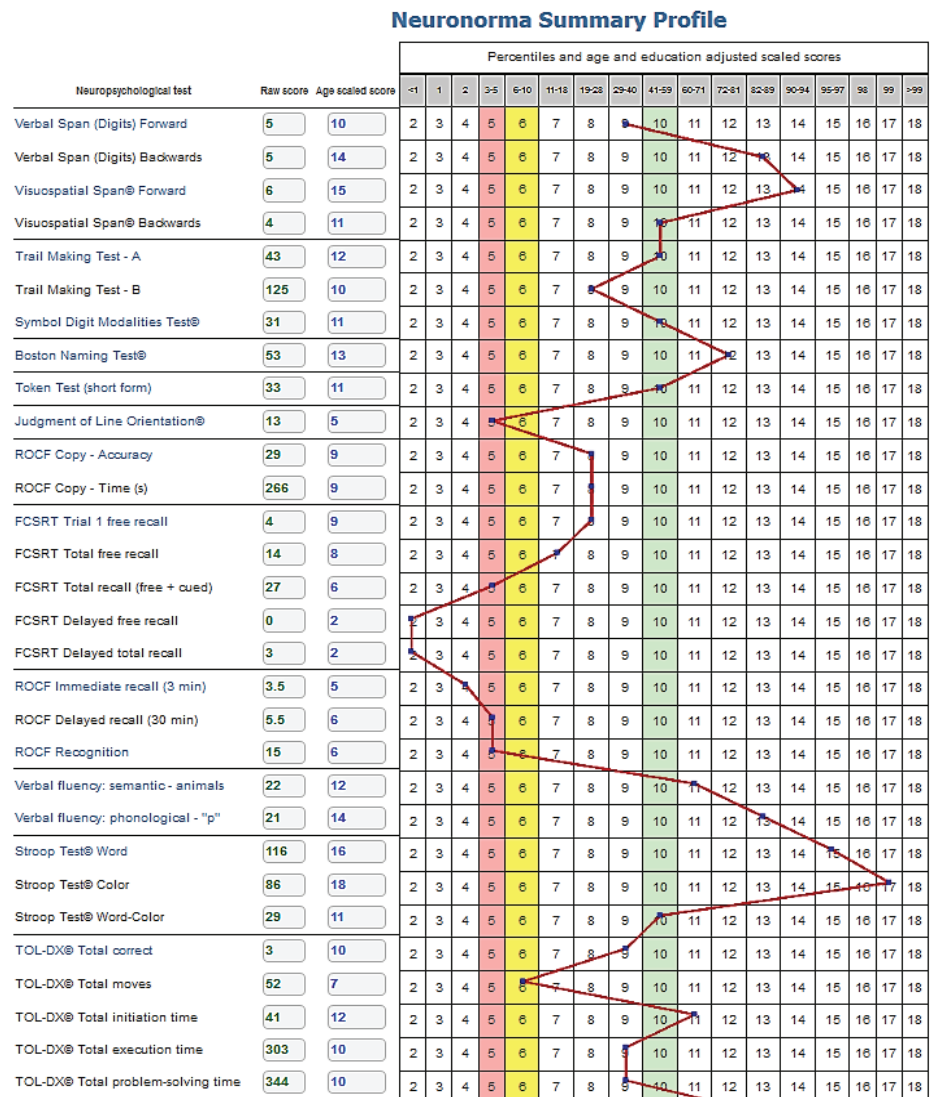 Neuronorma Summary Profile
Percentiles and age and education adjusted scaled scores
Neuropsychological test Raw score Age scaled score <1 1 2 3-5 6-10 11-18 19-28 29-40 41-59 60-71 72-81 82-89 90-94 95-97 98 99 >99
Verbal Span (Digits) Forward 5 10 2 3 4 5 6 7 8 9 10 11 12 13 14 15 16 17 18
Verbal Span (Digits) Backwards 5 14 2 3 4 5 6 7 8 9 10 11 12 13 14 15 16 17 18
Visuospatial Span© Forward 6 15 2 3 4 5 6 7 8 9 10 11 12 13 14 15 16 17 18
Visuospatial Span© Backwards 4 11 2 3 4 5 6 7 8 9 10 11 12 13 14 15 16 17 18
Trail Making Test - A 43 12 2 3 4 5 6 7 8 9 10 11 12 13 14 15 16 17 18
Trail Making Test - B 125 10 2 3 4 5 6 7 8 9 10 11 12 13 14 15 16 17 18
Symbol Digit Modalities Test© 31 11 2 3 4 5 6 7 8 9 10 11 12 13 14 15 16 17 18
Boston Naming Test© 53 13 2 3 4 5 6 7 8 9 10 11 12 13 14 15 16 17 18
Token Test (short form) 33 11 2 3 4 5 6 7 8 9 10 11 12 13 14 15 16 17 18
Judgment of Line Orientation© 13 5 2 3 4 5 6 7 8 9 10 11 12 13 14 15 16 17 18
ROCF Copy - Accuracy 29 9 2 3 4 5 6 7 8 9 10 11 12 13 14 15 16 17 18
ROCF Copy - Time (s) 266 9 2 3 4 5 6 7 8 9 10 11 12 13 14 15 16 17 18
FCSRT Trial 1 free recall 4 9 2 3 4 5 6 7 8 9 10 11 12 13 14 15 16 17 18
FCSRT Total free recall 14 8 2 3 4 5 6 7 8 9 10 11 12 13 14 15 16 17 18
FCSRT Total recall (free + cued) 27 6 2 3 4 5 6 7 8 9 10 11 12 13 14 15 16 17 18
FCSRT Delayed free recall 0 2 2 3 4 5 6 7 8 9 10 11 12 13 14 15 16 17 18
FCSRT Delayed total recall 3 2 2 3 4 5 6 7 8 9 10 11 12 13 14 15 16 17 18
ROCF Immediate recall (3 min) 3.5 5 2 3 4 5 6 7 8 9 10 11 12 13 14 15 16 17 18
ROCF Delayed recall (30 min) 5.5 6 2 3 4 5 6 7 8 9 10 11 12 13 14 15 16 17 18
ROCF Recognition 15 6 2 3 4 5 6 7 8 9 10 11 12 13 14 15 16 17 18
Verbal fluency: semantic - animals 22 12 2 3 4 5 6 7 8 9 10 11 12 13 14 15 16 17 18
Verbal fluency: phonological - "p" 21 14 2 3 4 5 6 7 8 9 10 11 12 13 14 15 16 17 18
Stroop Test© Word 116 16 2 3 4 5 6 7 8 9 10 11 12 13 14 15 16 17 18
Stroop Test© Color 86 18 2 3 4 5 6 7 8 9 10 11 12 13 14 15 16 17 18
Stroop Test© Word-Color 29 11 2 3 4 5 6 7 8 9 10 11 12 13 14 15 16 17 18
TOL-DX© Total correct 3 10 2 3 4 5 6 7 8 9 10 11 12 13 14 15 16 17 18
TOL-DX© Total moves 52 7 2 3 4 5 6 7 8 9 10 11 12 13 14 15 16 17 18
TOL-DX© Total initiation time 41 12 2 3 4 5 6 7 8 9 10 11 12 13 14 15 16 17 18
TOL-DX© Total execution time 303 10 2 3 4 5 6 7 8 9 10 11 12 13 14 15 16 17 18
TOL-DX© Total problem-solving time 344 10 2 3 4 5 6 7 8 9 10 11 12 13 14 15 16 17 18